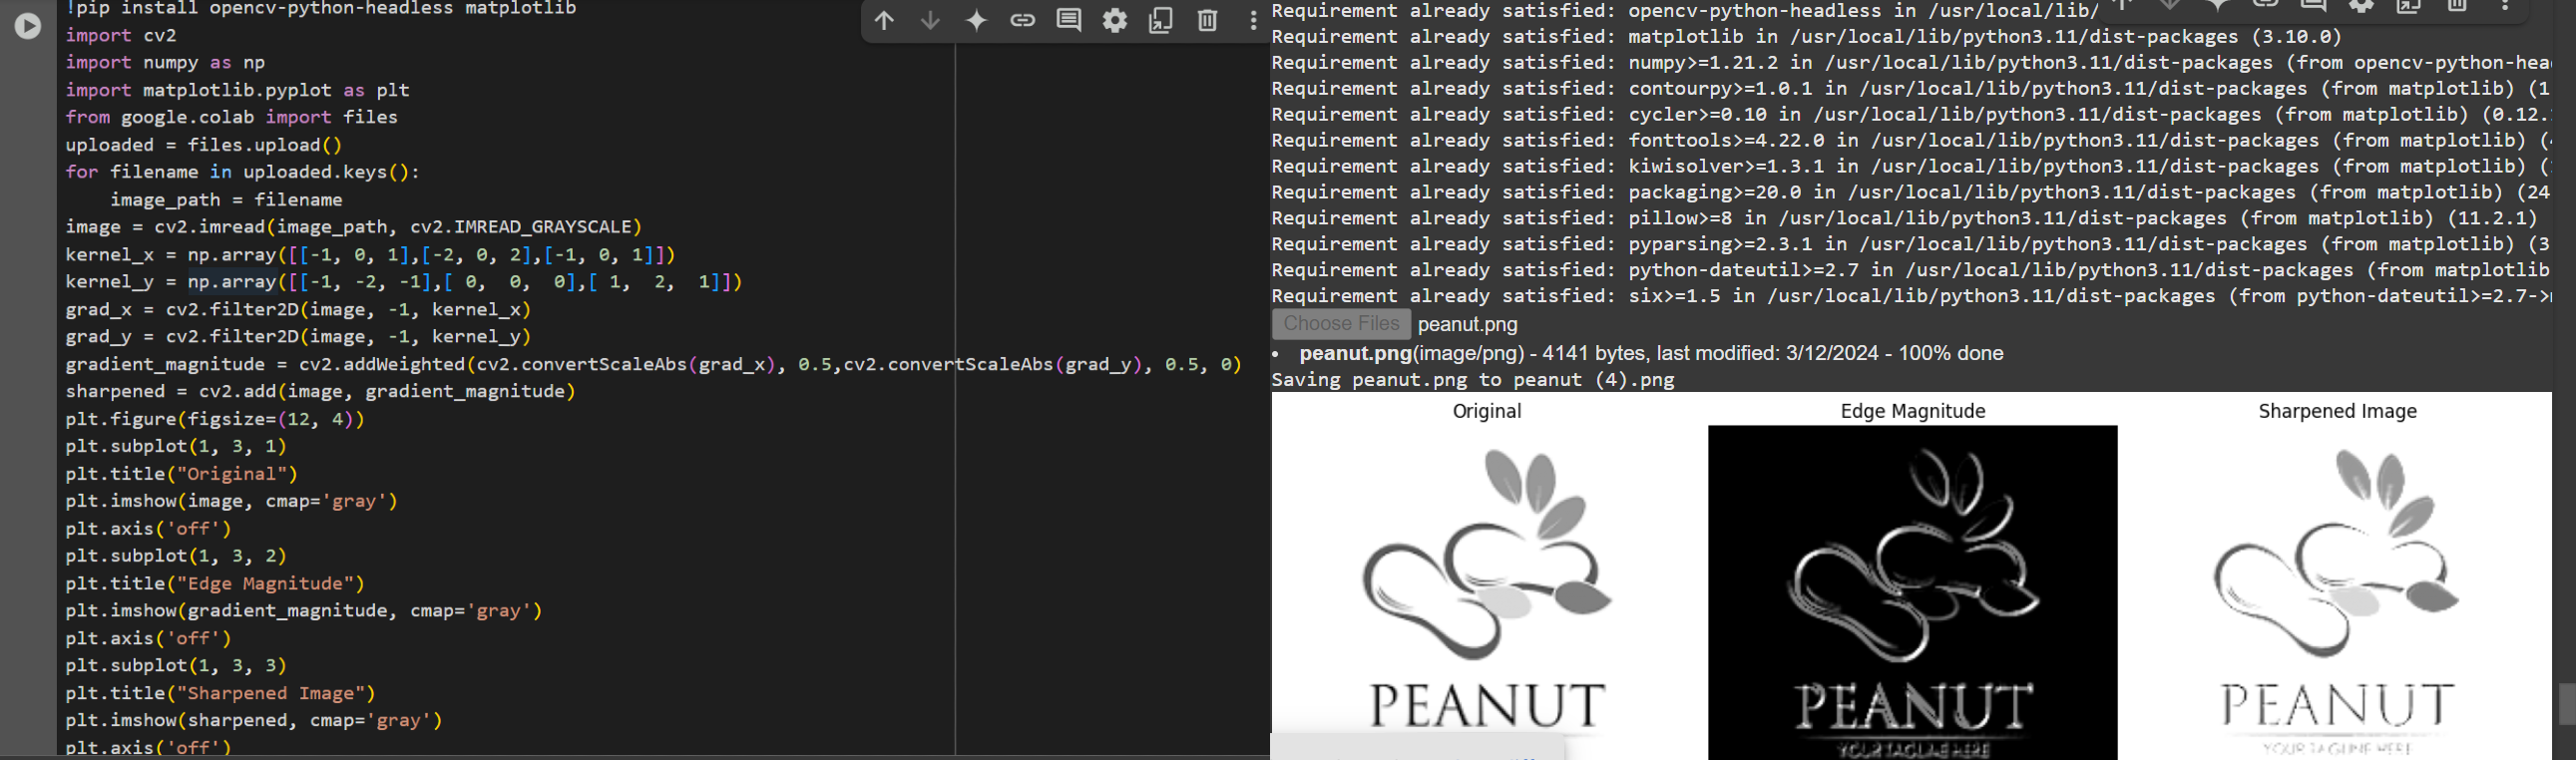 !pip install opencv-python-headless matplotlib
import cv2
import numpy as np
import matplotlib.pyplot as plt
from google.colab import files
uploaded = files.upload()
for filename in uploaded.keys():
    image_path = filename
image = cv2.imread(image_path, cv2.IMREAD_GRAYSCALE)
kernel_x = np.array([[-1, 0, 1],[-2, 0, 2],[-1, 0, 1]])
kernel_y = np.array([[-1, -2, -1],[ 0,  0,  0],[ 1,  2,  1]])
grad_x = cv2.filter2D(image, -1, kernel_x)
grad_y = cv2.filter2D(image, -1, kernel_y)
gradient_magnitude = cv2.addWeighted(cv2.convertScaleAbs(grad_x), 0.5,cv2.convertScaleAbs(grad_y), 0.5, 0)
sharpened = cv2.add(image, gradient_magnitude)
plt.figure(figsize=(12, 4))
plt.subplot(1, 3, 1)
plt.title("Original")
plt.imshow(image, cmap='gray')
plt.axis('off')
plt.subplot(1, 3, 2)
plt.title("Edge Magnitude")
plt.imshow(gradient_magnitude, cmap='gray')
plt.axis('off')
plt.subplot(1, 3, 3)
plt.title("Sharpened Image")
plt.imshow(sharpened, cmap='gray')
plt.axis('off')
Requirement already satisfied: opencv-python-headless in /usr/local/lib/
Requirement already satisfied: matplotlib in /usr/local/lib/python3.11/dist-packages (3.10.0)
Requirement already satisfied: numpy>=1.21.2 in /usr/local/lib/python3.11/dist-packages (from opencv-python-hea
Requirement already satisfied: contourpy>=1.0.1 in /usr/local/lib/python3.11/dist-packages (from matplotlib) (1
Requirement already satisfied: cycler>=0.10 in /usr/local/lib/python3.11/dist-packages (from matplotlib) (0.12.
Requirement already satisfied: fonttools>=4.22.0 in /usr/local/lib/python3.11/dist-packages (from matplotlib) (
Requirement already satisfied: kiwisolver>=1.3.1 in /usr/local/lib/python3.11/dist-packages (from matplotlib) (
Requirement already satisfied: packaging>=20.0 in /usr/local/lib/python3.11/dist-packages (from matplotlib) (24
Requirement already satisfied: pillow>=8 in /usr/local/lib/python3.11/dist-packages (from matplotlib) (11.2.1)
Requirement already satisfied: pyparsing>=2.3.1 in /usr/local/lib/python3.11/dist-packages (from matplotlib) (3
Requirement already satisfied: python-dateutil>=2.7 in /usr/local/lib/python3.11/dist-packages (from matplotlib
Requirement already satisfied: six>=1.5 in /usr/local/lib/python3.11/dist-packages (from python-dateutil>=2.7->
Choose Files peanut.png
• peanut.png(image/png) - 4141 bytes, last modified: 3/12/2024 - 100% done
Saving peanut.png to peanut (4).png
Original
Edge Magnitude
Sharpened Image
PEANUT
PEANUT
YOUR TAGLINE HERE
PEANUT
YOUR TAGLINE HERE